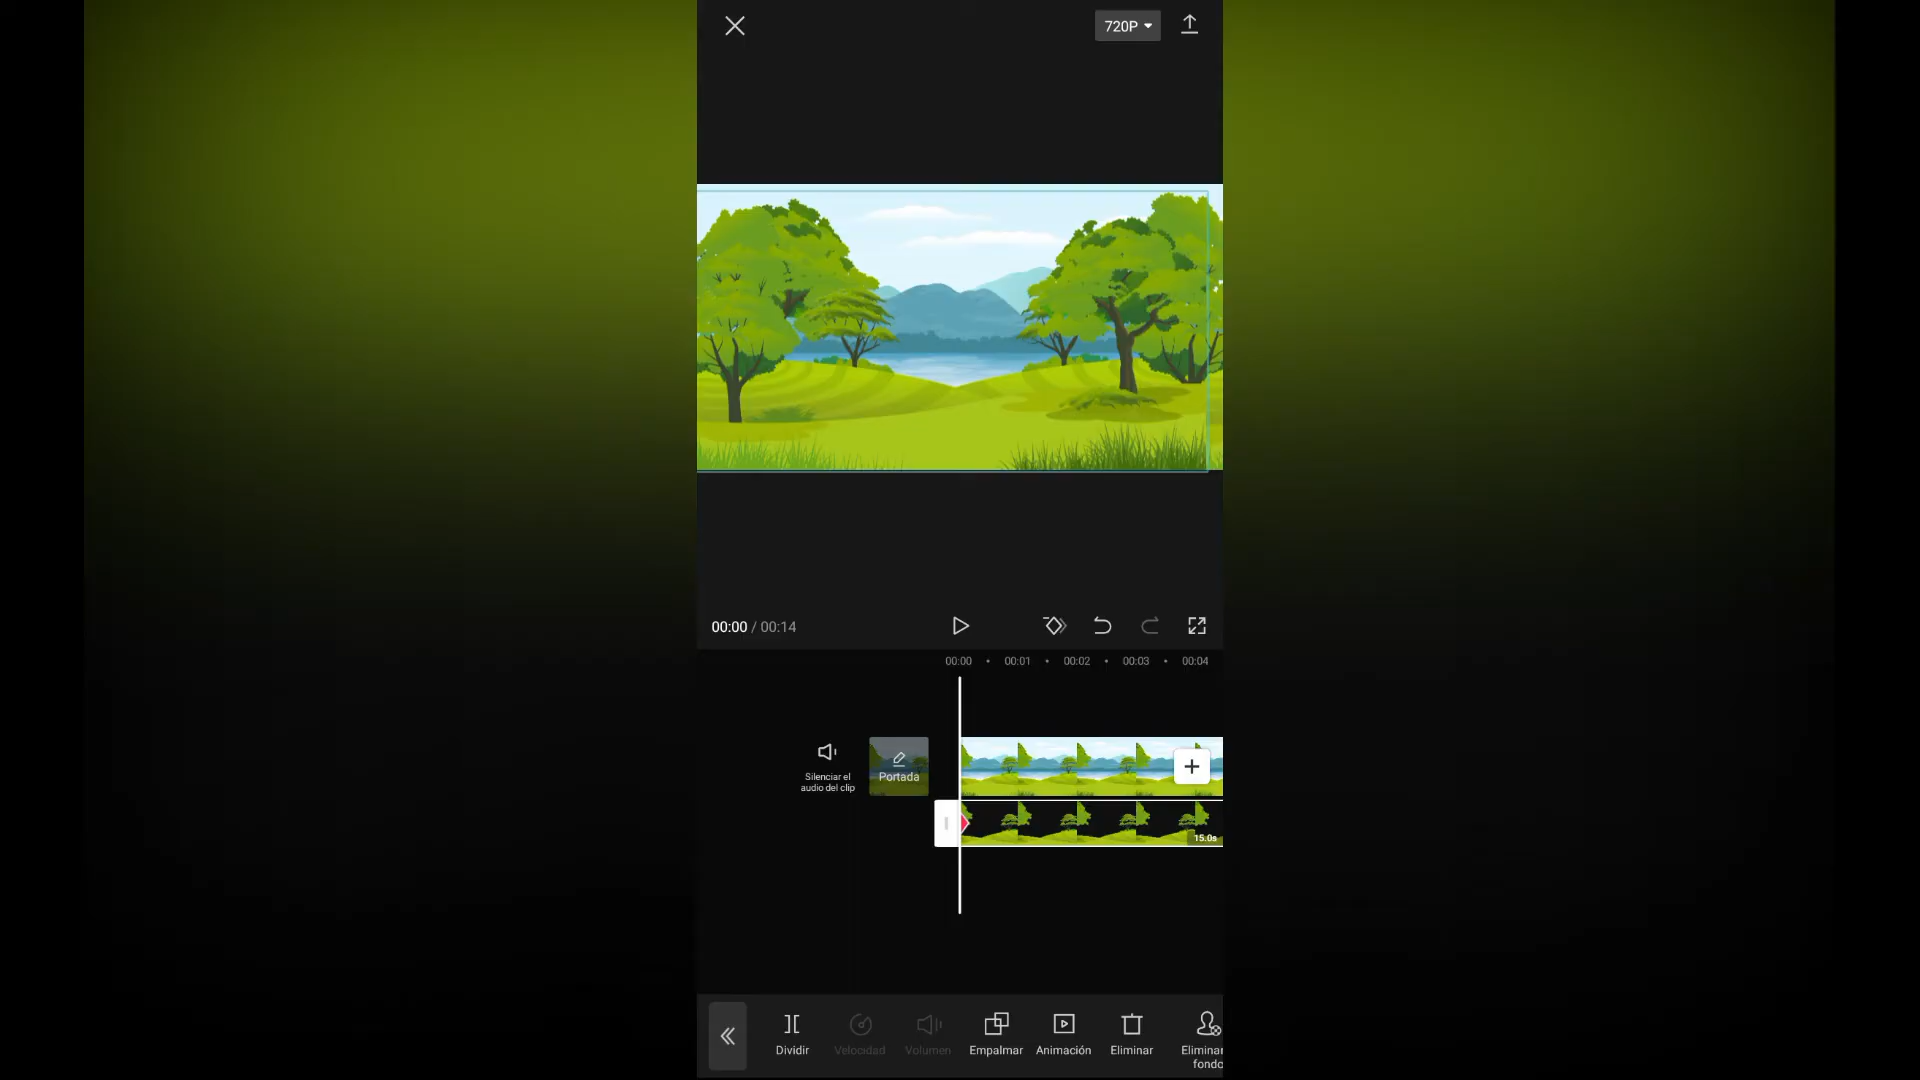 720P
00:00 / 00:14
00:00 • 00:01 • 00:02 • 00:03 • 00:04
Silenciar el
audio del clip
Portada
15.0s
Dividir
Velocidad
Volumen
Empalmar
Animación
Eliminar
Eliminar
fondo